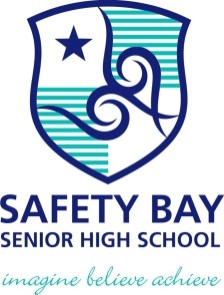 SAFETY BAY
SENIOR HIGH SCHOOL
imagine believe achieve